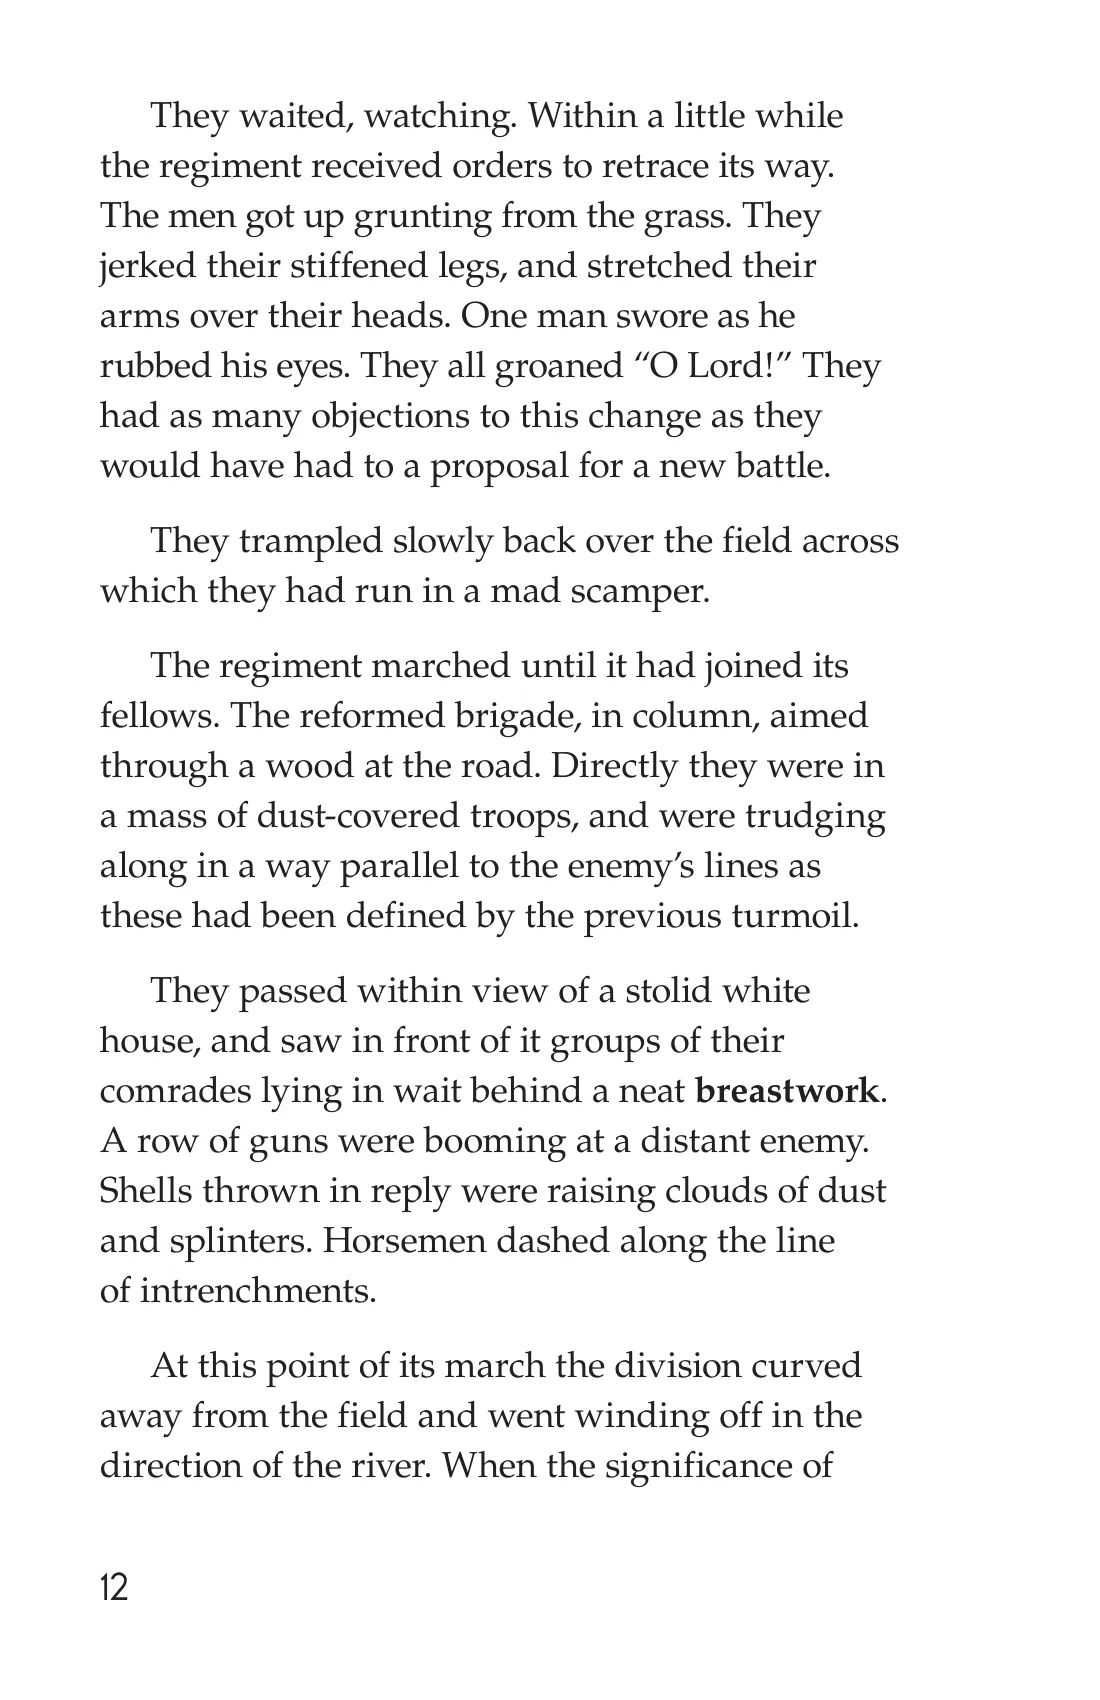 They waited, watching. Within a little while
the regiment received orders to retrace its way.
The men got up grunting from the grass. They
jerked their stiffened legs, and stretched their
arms over their heads. One man swore as he
rubbed his eyes. They all groaned “O Lord!” They
had as many objections to this change as they
would have had to a proposal for a new battle.
They trampled slowly back over the field across
which they had run in a mad scamper.
The regiment marched until it had joined its
fellows. The reformed brigade, in column, aimed
through a wood at the road. Directly they were in
a mass of dust-covered troops, and were trudging
along in a way parallel to the enemy’s lines as
these had been defined by the previous turmoil.
They passed within view of a stolid white
house, and saw in front of it groups of their
comrades lying in wait behind a neat breastwork.
A row of guns were booming at a distant enemy.
Shells thrown in reply were raising clouds of dust
and splinters. Horsemen dashed along the line
of intrenchments.
At this point of its march the division curved
away from the field and went winding off in the
direction of the river. When the significance of
12